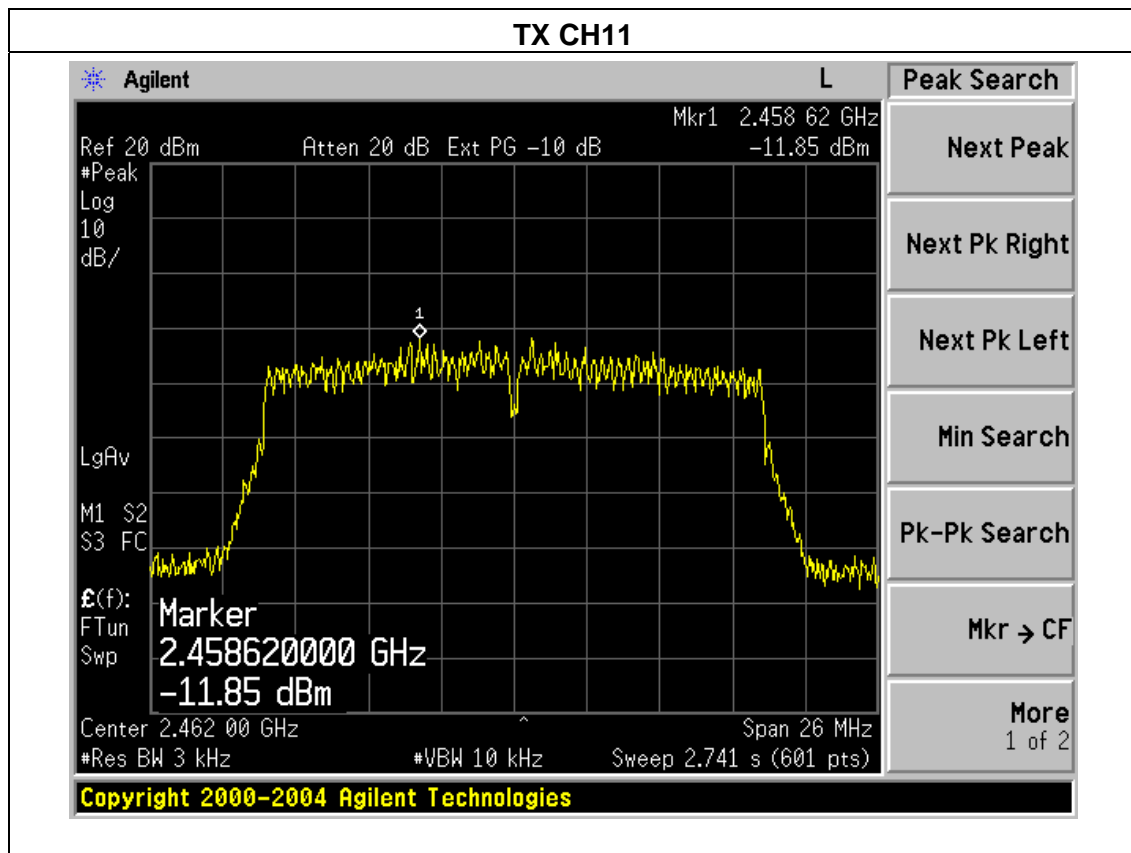 TX CH11
Agilent L Peak Search
Mkr1 2.458 62 GHz
Ref 20 dBm Atten 20 dB Ext PG -10 dB -11.85 dBm
#Peak
Log
10
dB/
1
LgAv
M1 S2
S3 FC
£(f):
FTun
Swp
Marker
2.458620000 GHz
-11.85 dBm
Center 2.462 00 GHz ^ Span 26 MHz
#Res BW 3 kHz #VBW 10 kHz Sweep 2.741 s (601 pts)
Next Peak
Next Pk Right
Next Pk Left
Min Search
Pk-Pk Search
Mkr → CF
More
1 of 2
Copyright 2000-2004 Agilent Technologies